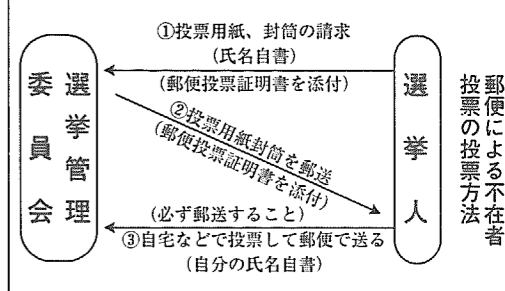 郵便による不在者
投票の投票方法
①投票用紙、封筒の請求
(氏名自書)
(郵便投票証明書を添付)
選挙人
②投票用紙封筒を郵送
(郵便投票証明書を添付)
選挙管理
委員会
(必ず郵送すること)
③自宅などで投票して郵便で送る
(自分の氏名自書)